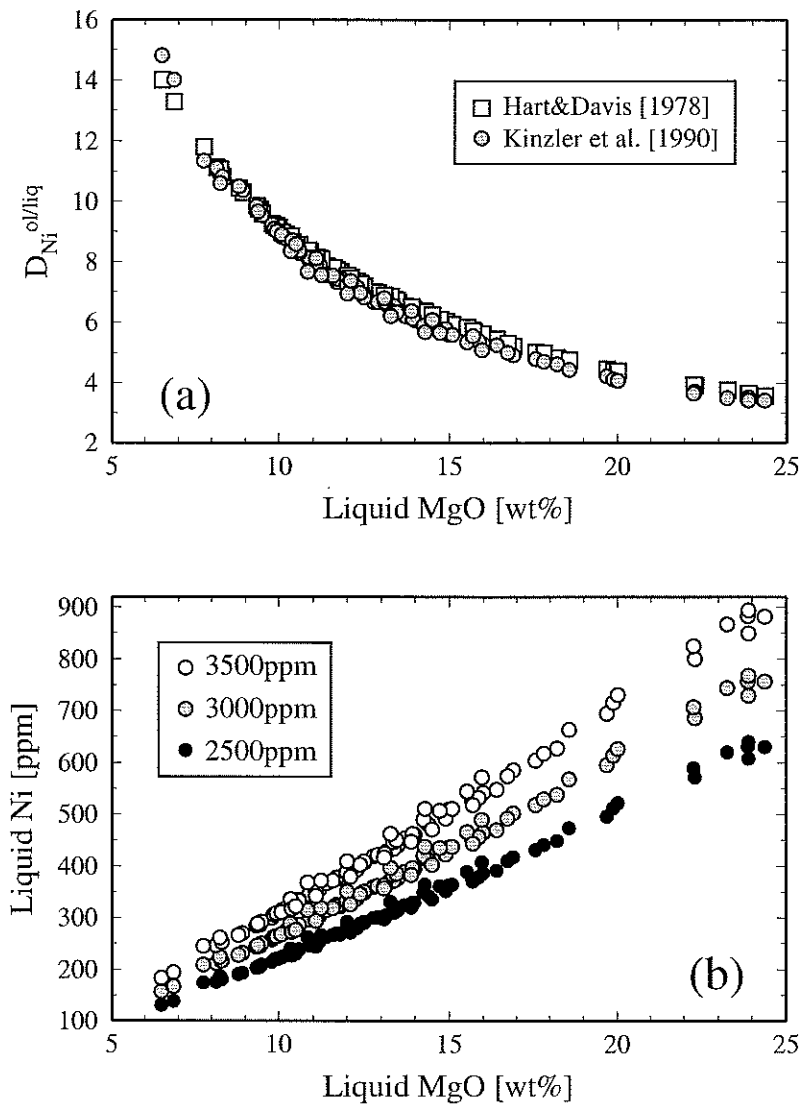 16
14
12
10
8
6
4
2
D_Ni^ol/liq
Hart&Davis [1978]
Kinzler et al. [1990]
(a)
5 10 15 20 25
Liquid MgO [wt%]
900
800
700
600
500
400
300
200
100
Liquid Ni [ppm]
3500ppm
3000ppm
2500ppm
(b)
5 10 15 20 25
Liquid MgO [wt%]